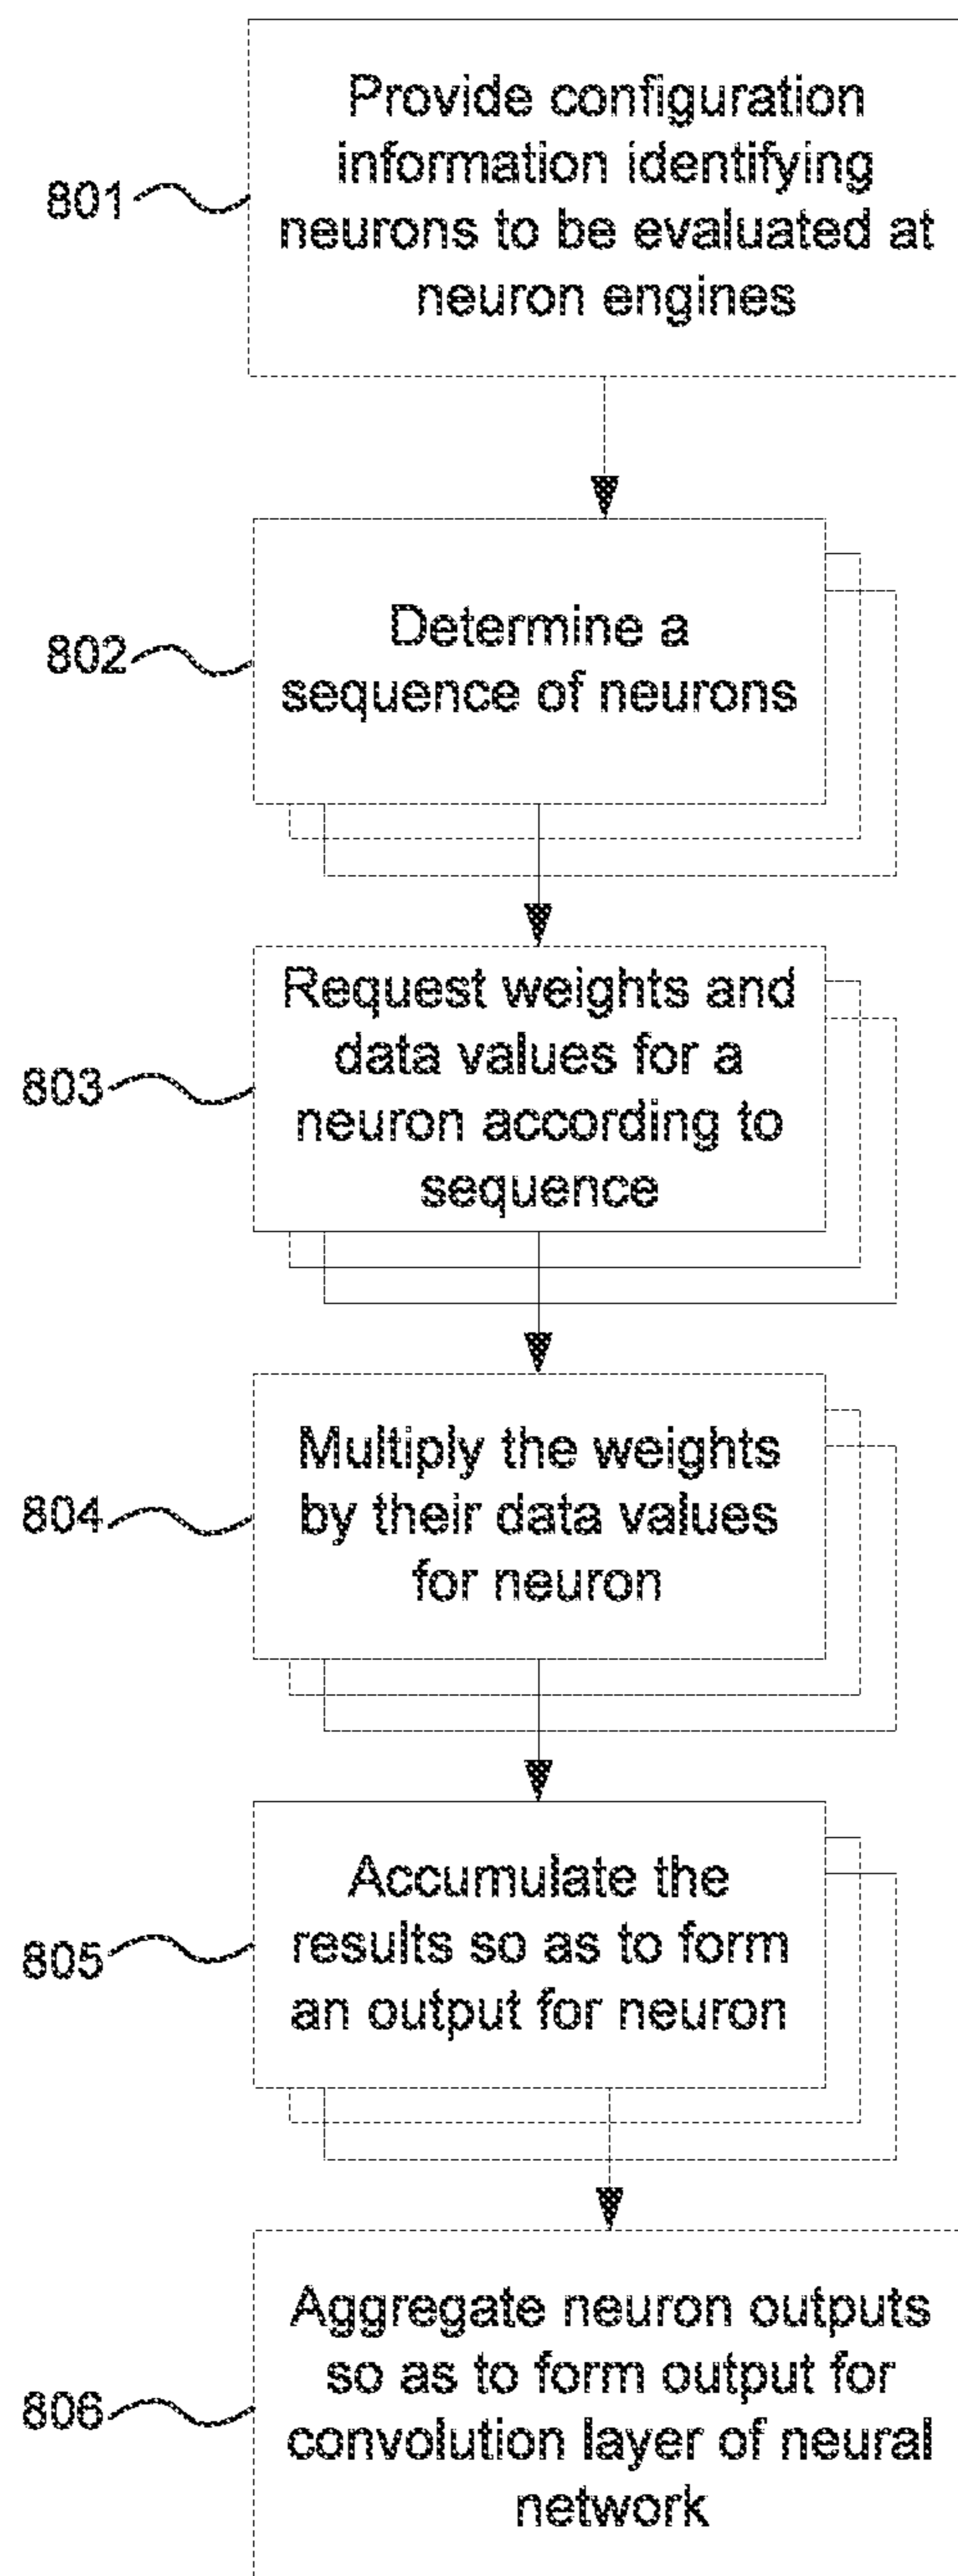 801
Provide configuration
information identifying
neurons to be evaluated at
neuron engines
802
Determine a
sequence of neurons
803
Request weights and
data values for a
neuron according to
sequence
804
Multiply the weights
by their data values
for neuron
805
Accumulate the
results so as to form
an output for neuron
806
Aggregate neuron outputs
so as to form output for
convolution layer of neural
network